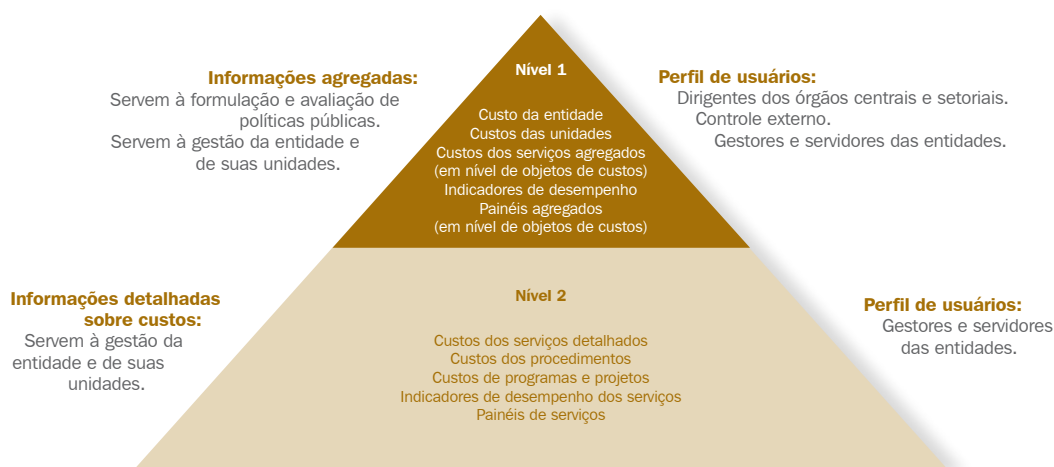 Informações agregadas:
Servem à formulação e avaliação de
políticas públicas.
Servem à gestão da entidade e
de suas unidades.
Nível 1
Custo da entidade
Custos das unidades
Custos dos serviços agregados
(em nível de objetos de custos)
Indicadores de desempenho
Painéis agregados
(em nível de objetos de custos)
Perfil de usuários:
Dirigentes dos órgãos centrais e setoriais.
Controle externo.
Gestores e servidores das entidades.
Informações detalhadas
sobre custos:
Servem à gestão da
entidade e de suas
unidades.
Nível 2
Custos dos serviços detalhados
Custos dos procedimentos
Custos de programas e projetos
Indicadores de desempenho dos serviços
Painéis de serviços
Perfil de usuários:
Gestores e servidores
das entidades.